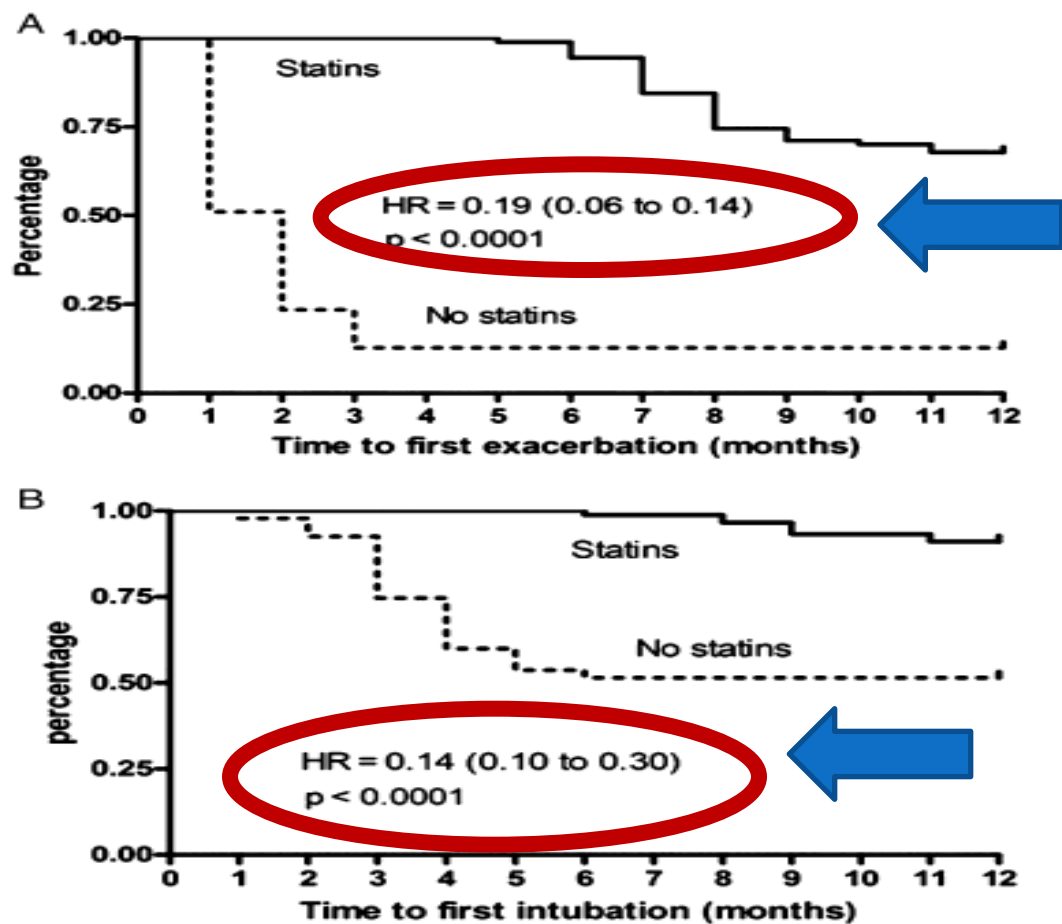 A
1.00
Statins
0.75
HR = 0.19 (0.06 to 0.14)
0.50
p < 0.0001
Percentage
0.25
No statins
0.00
0 1 2 3 4 5 6 7 8 9 10 11 12
Time to first exacerbation (months)
B
1.00
Statins
0.75
No statins
0.50
percentage
HR = 0.14 (0.10 to 0.30)
0.25
p < 0.0001
0.00
0 1 2 3 4 5 6 7 8 9 10 11 12
Time to first intubation (months)